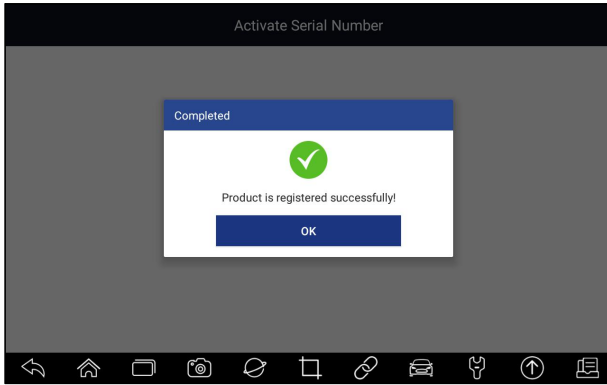 Activate Serial Number
Completed
Product is registered successfully!
OK